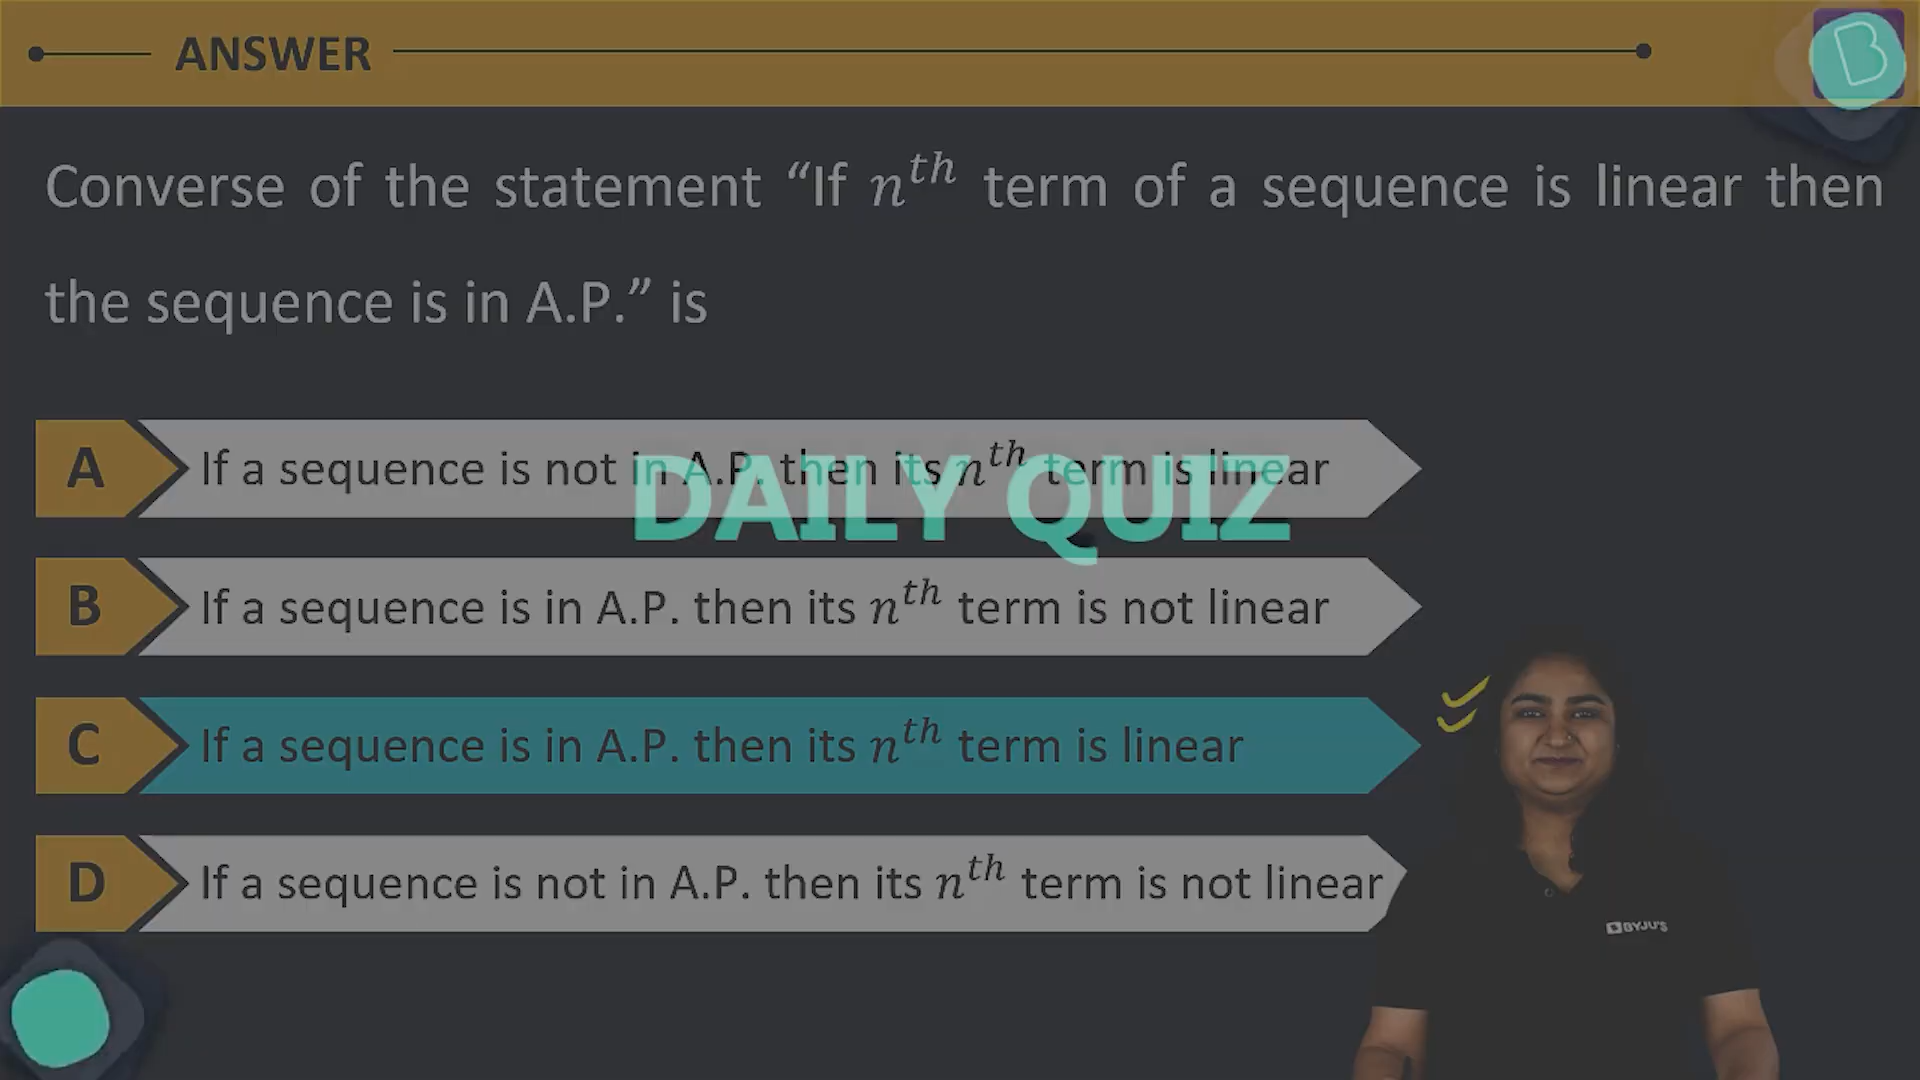 ANSWER
B
Converse of the statement “If nᵗʰ term of a sequence is linear then
the sequence is in A.P.” is
A If a sequence is not in A.P. then its nᵗʰ term is linear
DAILY QUIZ
B If a sequence is in A.P. then its nᵗʰ term is not linear
C If a sequence is in A.P. then its nᵗʰ term is linear
D If a sequence is not in A.P. then its nᵗʰ term is not linear
BYJU'S